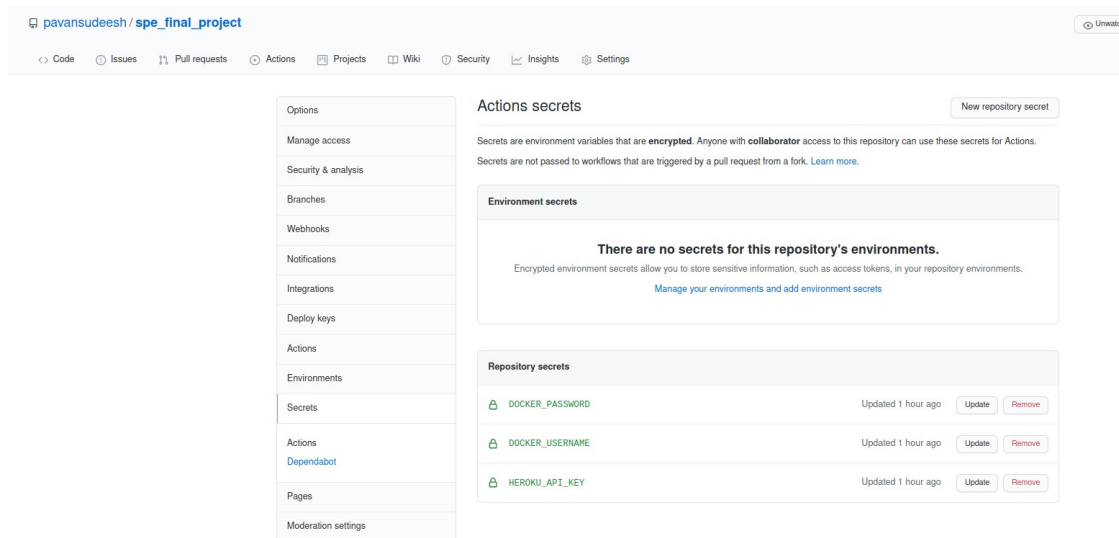 pavansudeesh / spe_final_project
Unwatc
<> Code Issues Pull requests Actions Projects Wiki Security Insights Settings
Options
Manage access
Security & analysis
Branches
Webhooks
Notifications
Integrations
Deploy keys
Actions
Environments
Secrets
Actions
Dependabot
Pages
Moderation settings
Actions secrets
New repository secret
Secrets are environment variables that are encrypted. Anyone with collaborator access to this repository can use these secrets for Actions.
Secrets are not passed to workflows that are triggered by a pull request from a fork. Learn more.
Environment secrets
There are no secrets for this repository's environments.
Encrypted environment secrets allow you to store sensitive information, such as access tokens, in your repository environments.
Manage your environments and add environment secrets
Repository secrets
DOCKER_PASSWORD Updated 1 hour ago Update Remove
DOCKER_USERNAME Updated 1 hour ago Update Remove
HEROKU_API_KEY Updated 1 hour ago Update Remove